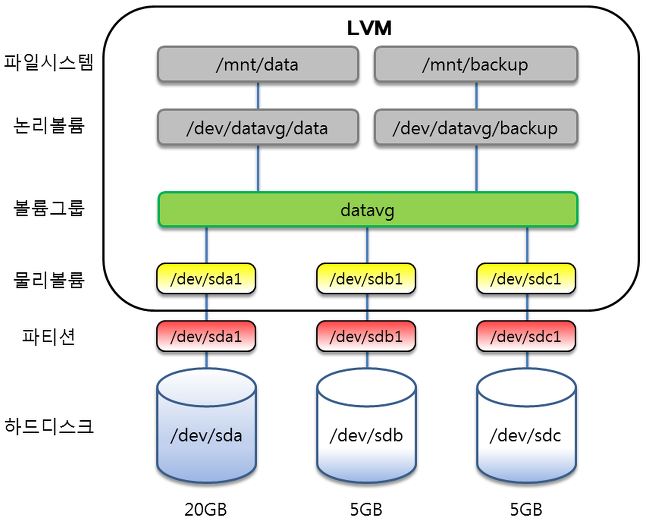 LVM
파일시스템 /mnt/data /mnt/backup
논리볼륨 /dev/datavg/data /dev/datavg/backup
볼륨그룹 datavg
물리볼륨 /dev/sda1 /dev/sdb1 /dev/sdc1
파티션 /dev/sda1 /dev/sdb1 /dev/sdc1
하드디스크 /dev/sda /dev/sdb /dev/sdc
20GB 5GB 5GB